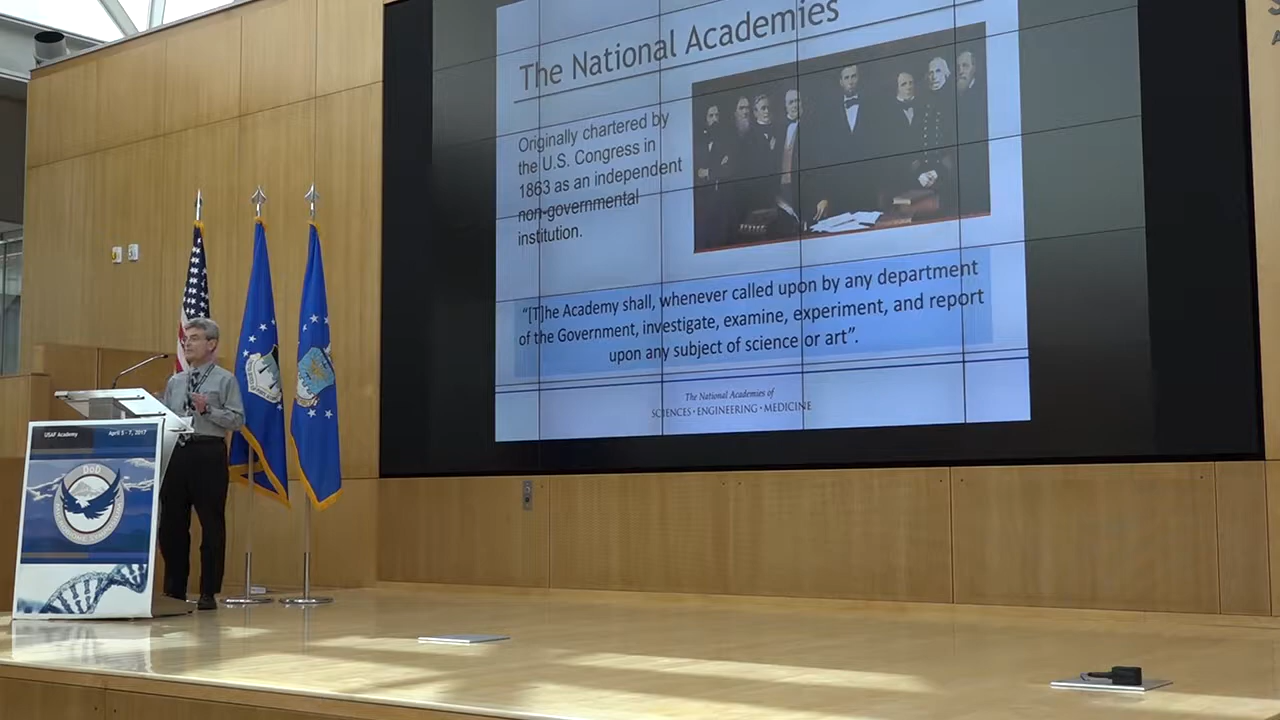 The National Academies
Originally chartered by
the U.S. Congress in
1863 as an independent
non-governmental
institution.
“[T]he Academy shall, whenever called upon by any department
of the Government, investigate, examine, experiment, and report
upon any subject of science or art”.
The National Academies of
SCIENCES • ENGINEERING • MEDICINE
USAF Academy April 5 - 7, 2017
DoD